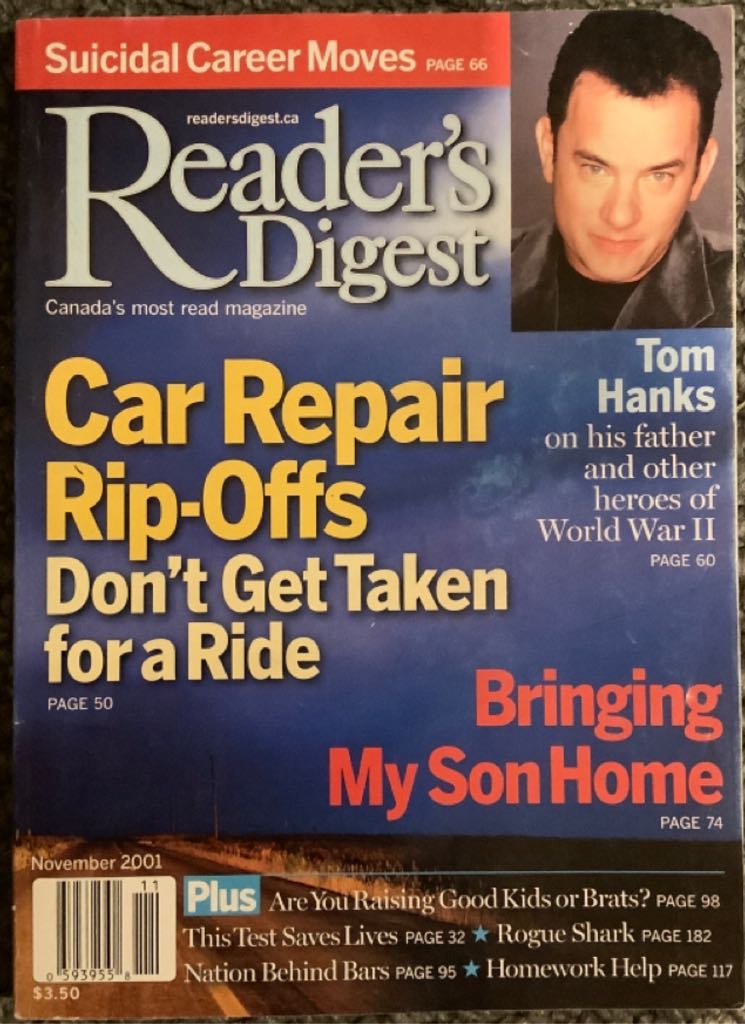 Suicidal Career Moves PAGE 66
readersdigest.ca
Reader's
Digest
Canada's most read magazine
Tom
Hanks
on his father
and other
heroes of
World War II
PAGE 60
Car Repair
Rip-Offs
Don't Get Taken
for a Ride
PAGE 50
Bringing
My Son Home
PAGE 74
November 2001
11
0 593955 8
$3.50
Plus Are You Raising Good Kids or Brats? PAGE 98
This Test Saves Lives PAGE 32 ★ Rogue Shark PAGE 182
Nation Behind Bars PAGE 95 ★ Homework Help PAGE 117